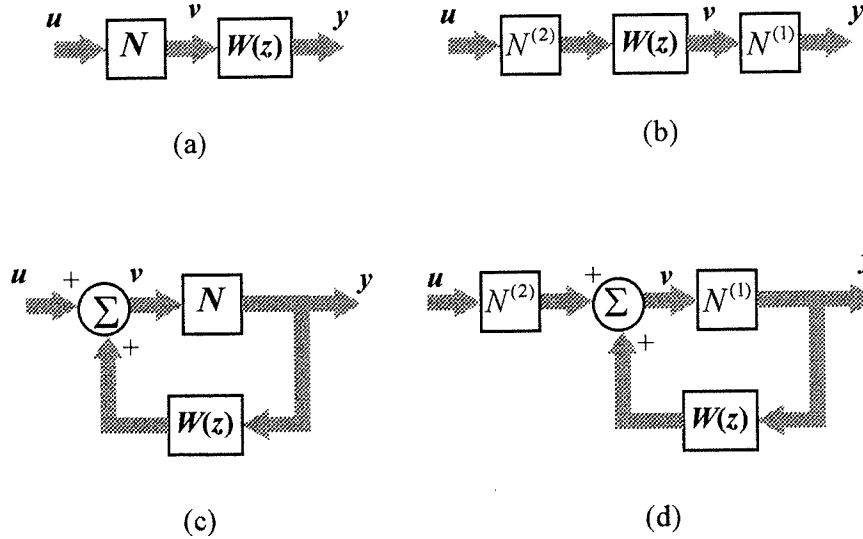 u N v W(z) y
(a)
u N(2) W(z) v N(1) y
(b)
u + v N y
Σ
+
W(z)
(c)
u N(2) + v N(1)
Σ
+
W(z)
(d)